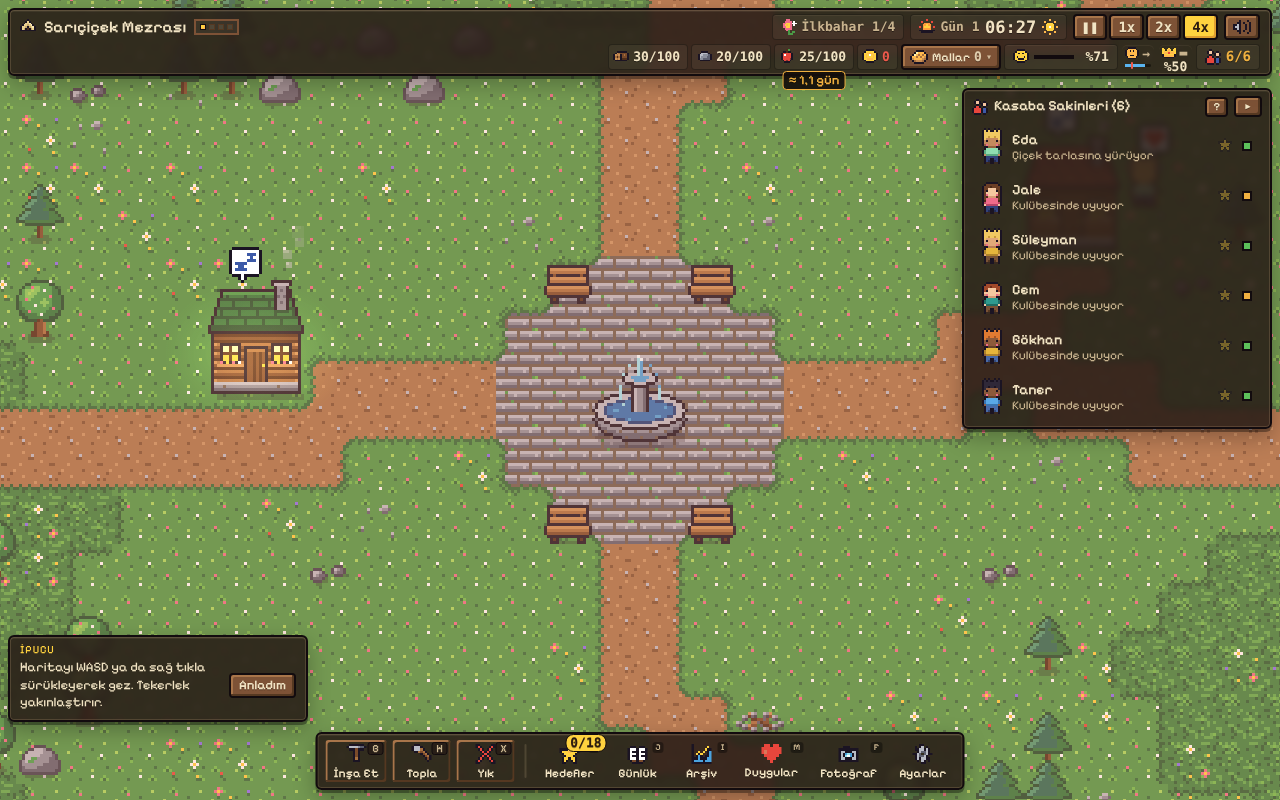 Sarıçiçek Mezrası
İlkbahar 1/4
Gün 1 06:27
1x
2x
4x
30/100
20/100
25/100
0
Mallar 0
%71
%50
6/6
≈ 1.1 gün
Kasaba Sakinleri (6)
?
Eda
Çiçek tarlasına yürüyor
Jale
Kulübesinde uyuyor
Süleyman
Kulübesinde uyuyor
Cem
Kulübesinde uyuyor
Gökhan
Kulübesinde uyuyor
Taner
Kulübesinde uyuyor
İPUCU
Haritayı WASD ya da sağ tıkla
sürükleyerek gez. Tekerlek
yakınlaştırır.
Anladım
B
İnşa Et
H
Topla
X
Yık
0/18
Hedefler
J
Günlük
I
Arşiv
M
Duygular
F
Fotoğraf
Ayarlar